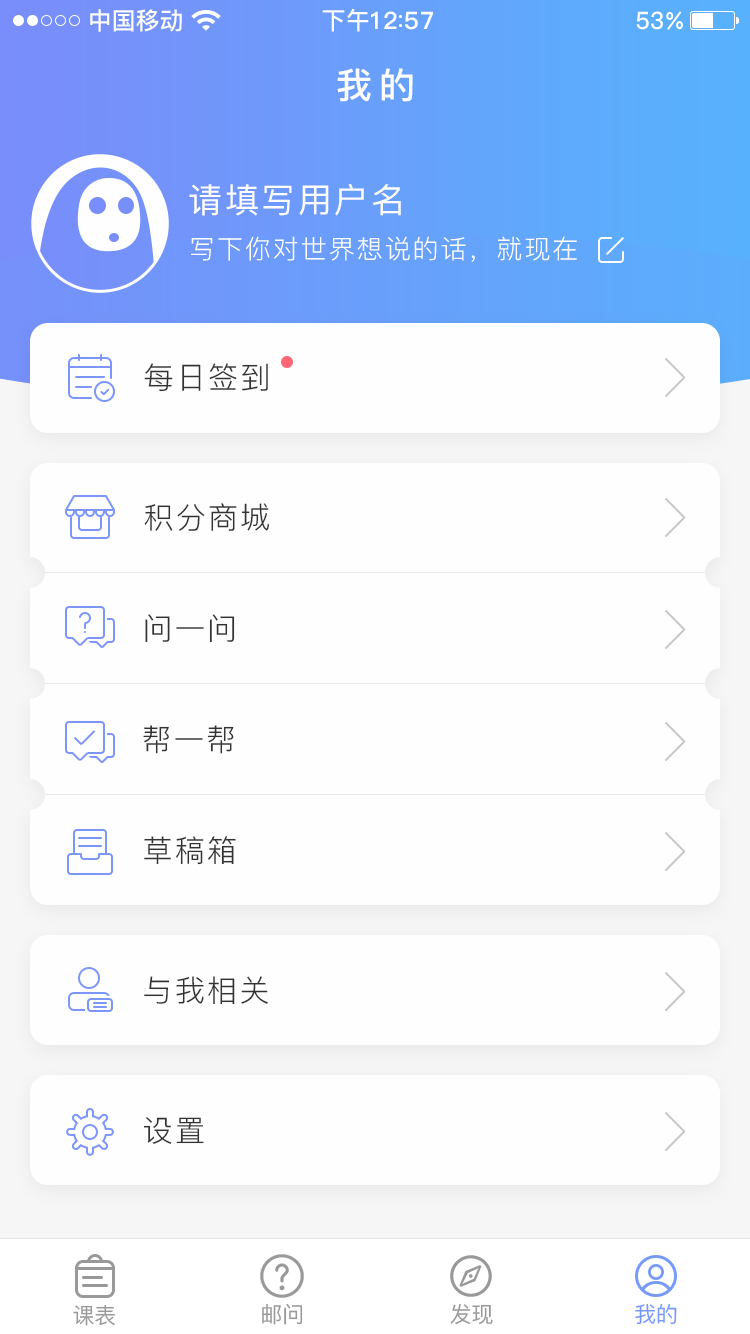 中国移动 下午12:57 53%
我的
请填写用户名
写下你对世界想说的话，就现在
每日签到
积分商城
问一问
帮一帮
草稿箱
与我相关
设置
课表 邮问 发现 我的